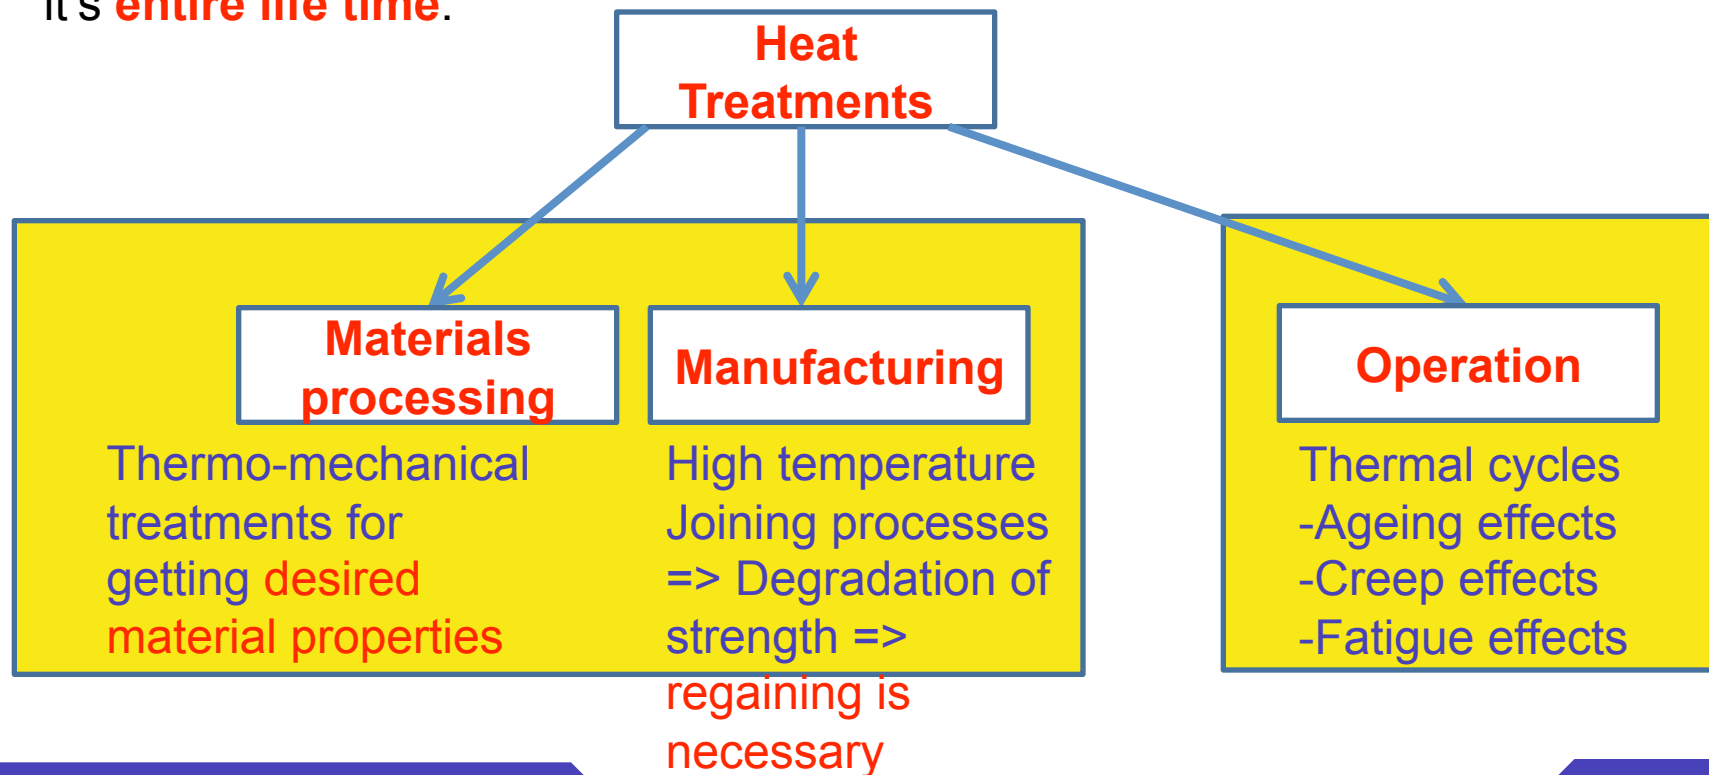 it's entire life time.
Heat
Treatments
Materials
processing
Manufacturing
Operation
Thermo-mechanical
treatments for
getting desired
material properties
High temperature
Joining processes
=> Degradation of
strength =>
regaining is
necessary
Thermal cycles
-Ageing effects
-Creep effects
-Fatigue effects